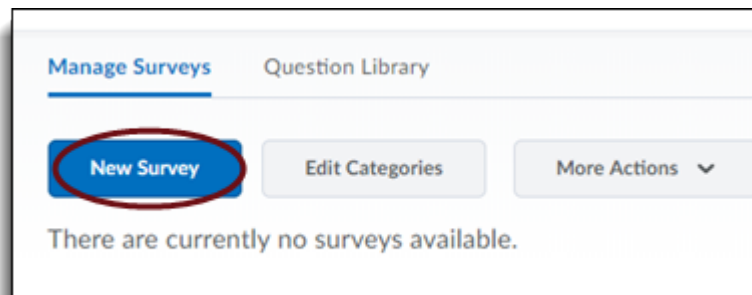 Manage Surveys Question Library
New Survey Edit Categories More Actions
There are currently no surveys available.